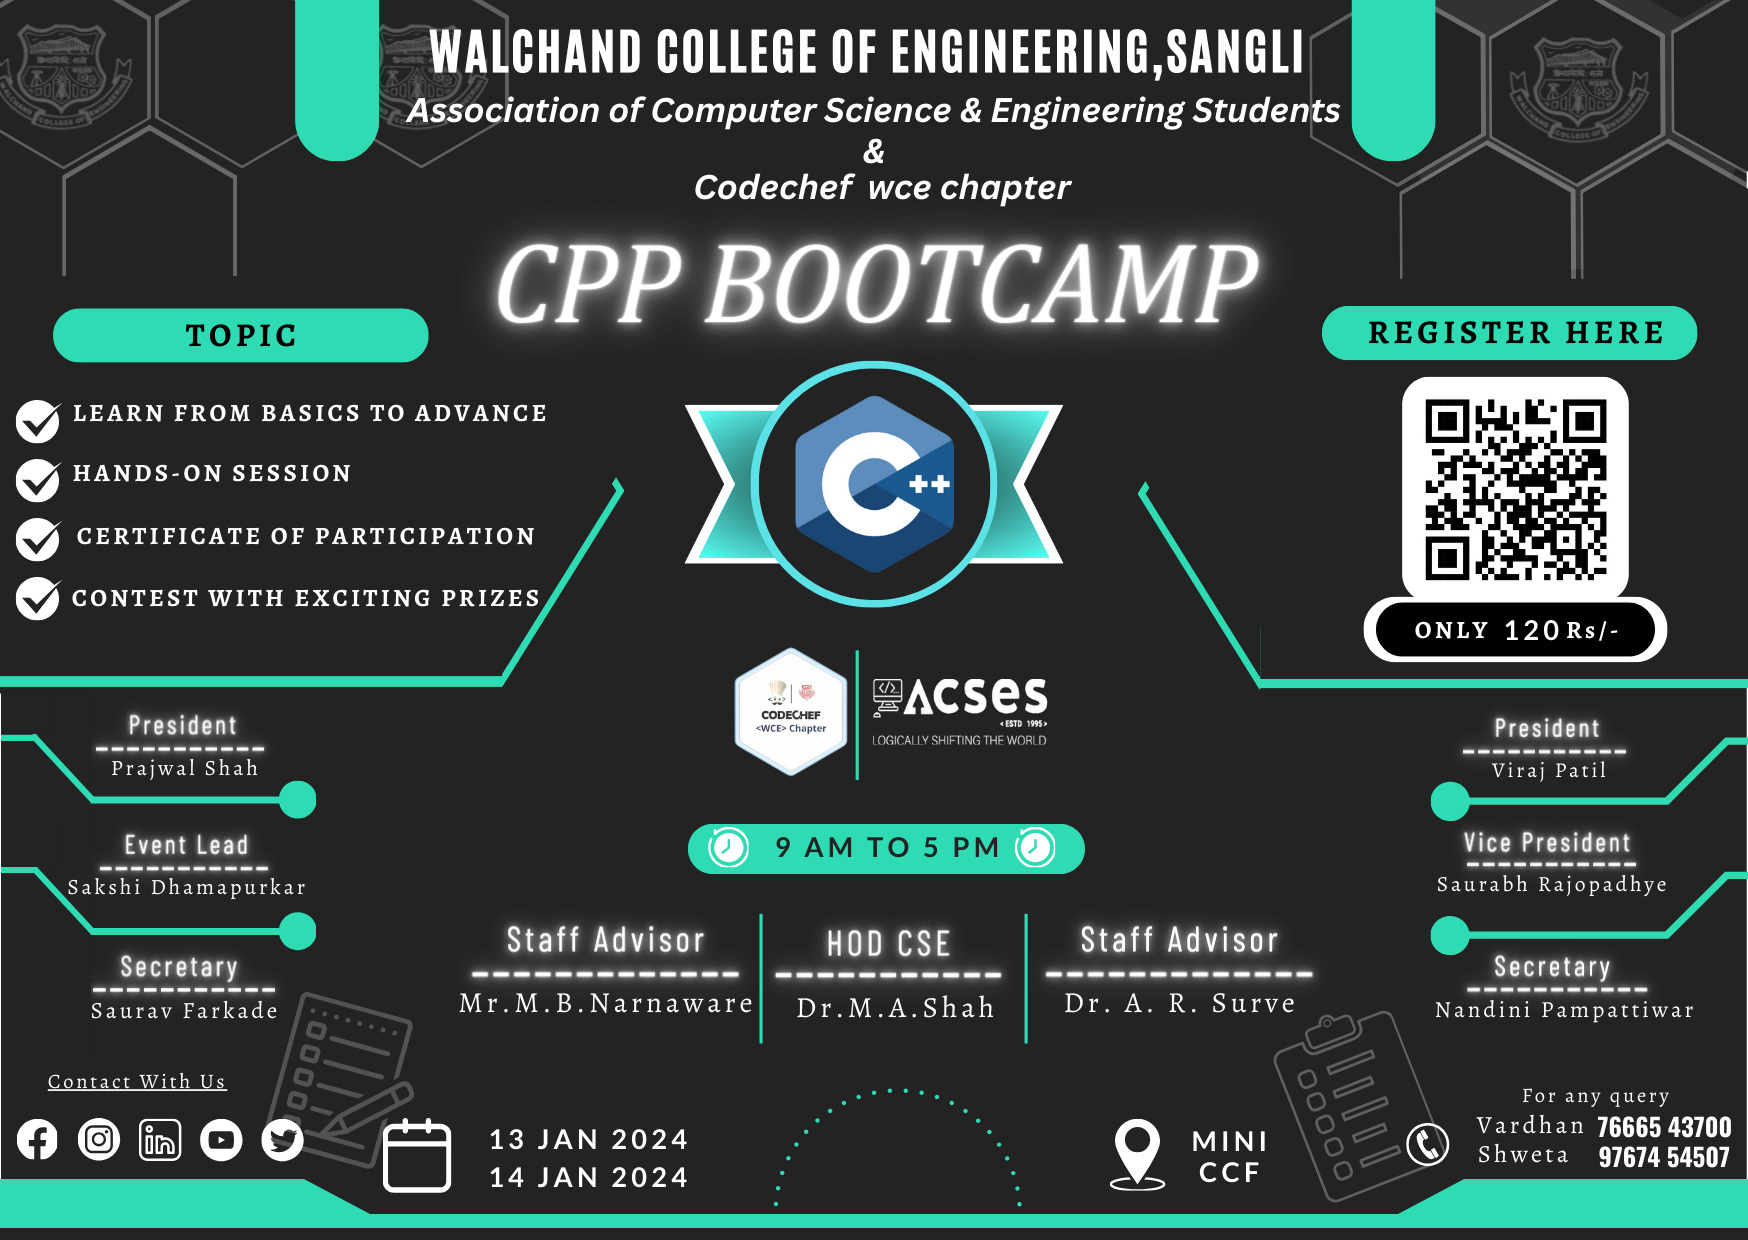 WALCHAND COLLEGE OF ENGINEERING,SANGLI
Association of Computer Science & Engineering Students
&
Codechef wce chapter
CPP BOOTCAMP
TOPIC
LEARN FROM BASICS TO ADVANCE
HANDS-ON SESSION
CERTIFICATE OF PARTICIPATION
CONTEST WITH EXCITING PRIZES
REGISTER HERE
ONLY 120 Rs/-
C++
CODECHEF
<WCE> Chapter
</>
ACSES
<ESTD 1995>
LOGICALLY SHIFTING THE WORLD
9 AM TO 5 PM
President
Prajwal Shah
Event Lead
Sakshi Dhamapurkar
Secretary
Saurav Farkade
Staff Advisor
Mr.M.B.Narnaware
HOD CSE
Dr.M.A.Shah
Staff Advisor
Dr. A. R. Surve
President
Viraj Patil
Vice President
Saurabh Rajopadhye
Secretary
Nandini Pampattiwar
Contact With Us
13 JAN 2024
14 JAN 2024
MINI
CCF
For any query
Vardhan 76665 43700
Shweta 97674 54507